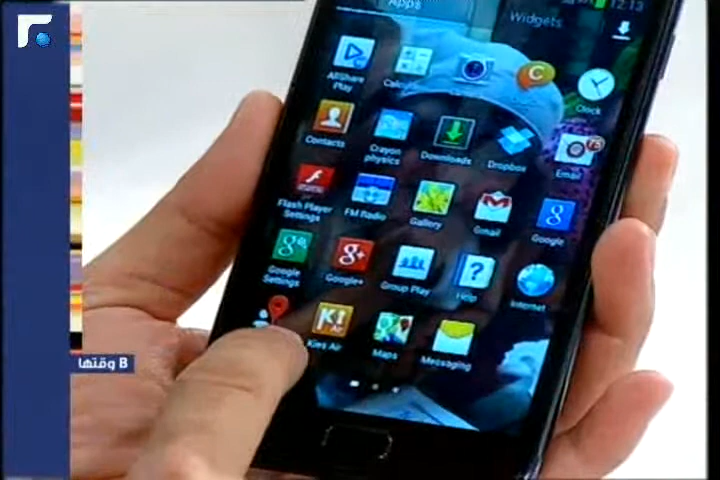 12:13
Apps
Widgets
AllShare Play
Clock
Contacts
Crayon physics
Downloads
Dropbox
Email
Flash Player Settings
FM Radio
Gallery
Gmail
Google
Google Settings
Google+
Group Play
Help
Internet
Kies Air
Maps
Messaging
B وقتها